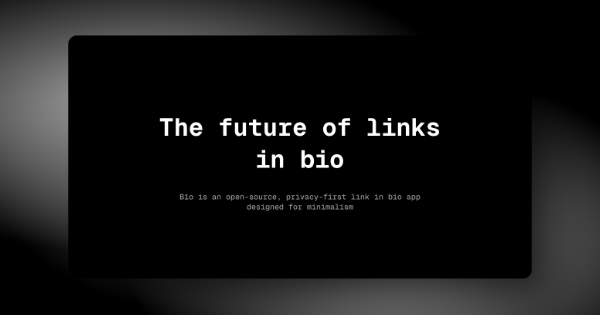 The future of links
in bio
Bio is an open-source, privacy-first link in bio app
designed for minimalism